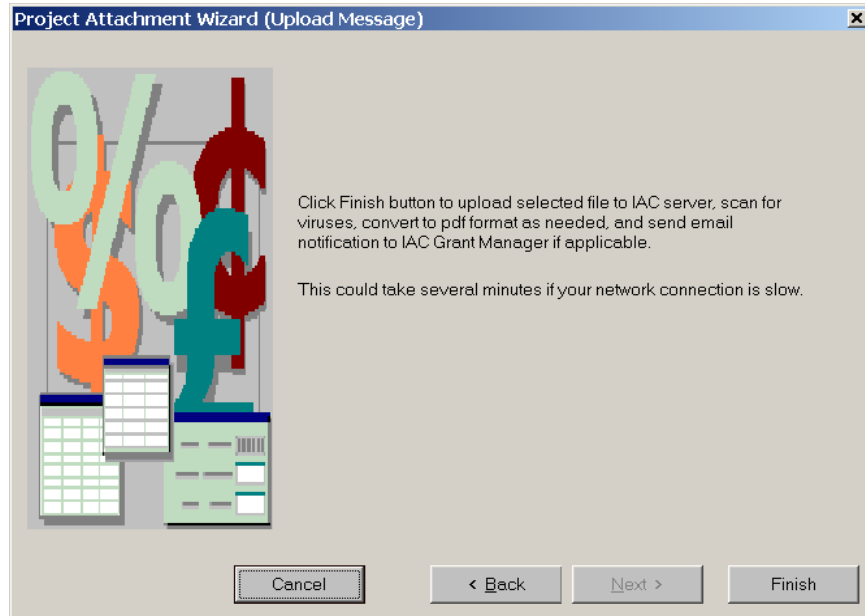 Project Attachment Wizard (Upload Message)
Click Finish button to upload selected file to IAC server, scan for
viruses, convert to pdf format as needed, and send email
notification to IAC Grant Manager if applicable.
This could take several minutes if your network connection is slow.
Cancel
< Back
Next >
Finish